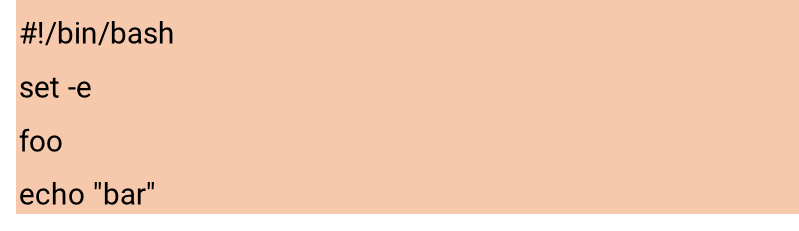 #!/bin/bash
set -e
foo
echo "bar"